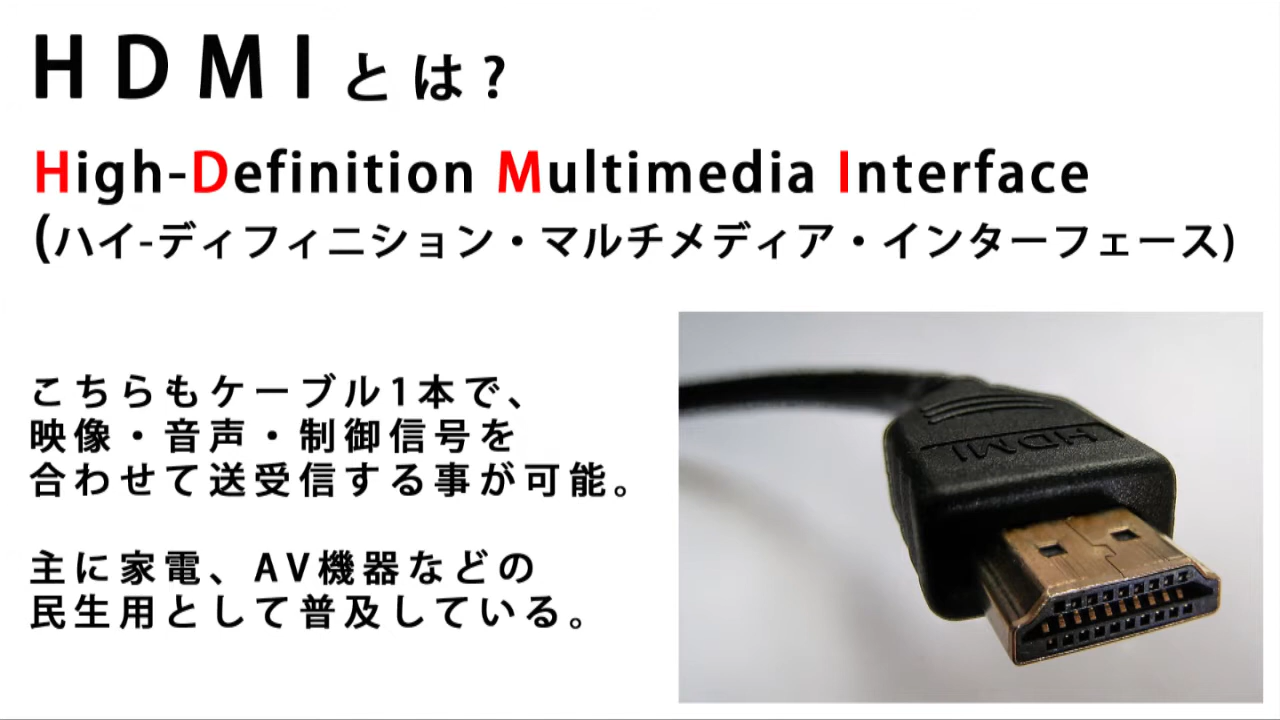 HDMIとは?
High-Definition Multimedia Interface
(ハイ-ディフィニション・マルチメディア・インターフェース)
こちらもケーブル1本で、
映像・音声・制御信号を
合わせて送受信する事が可能。
主に家電、AV機器などの
民生用として普及している。
HDMI